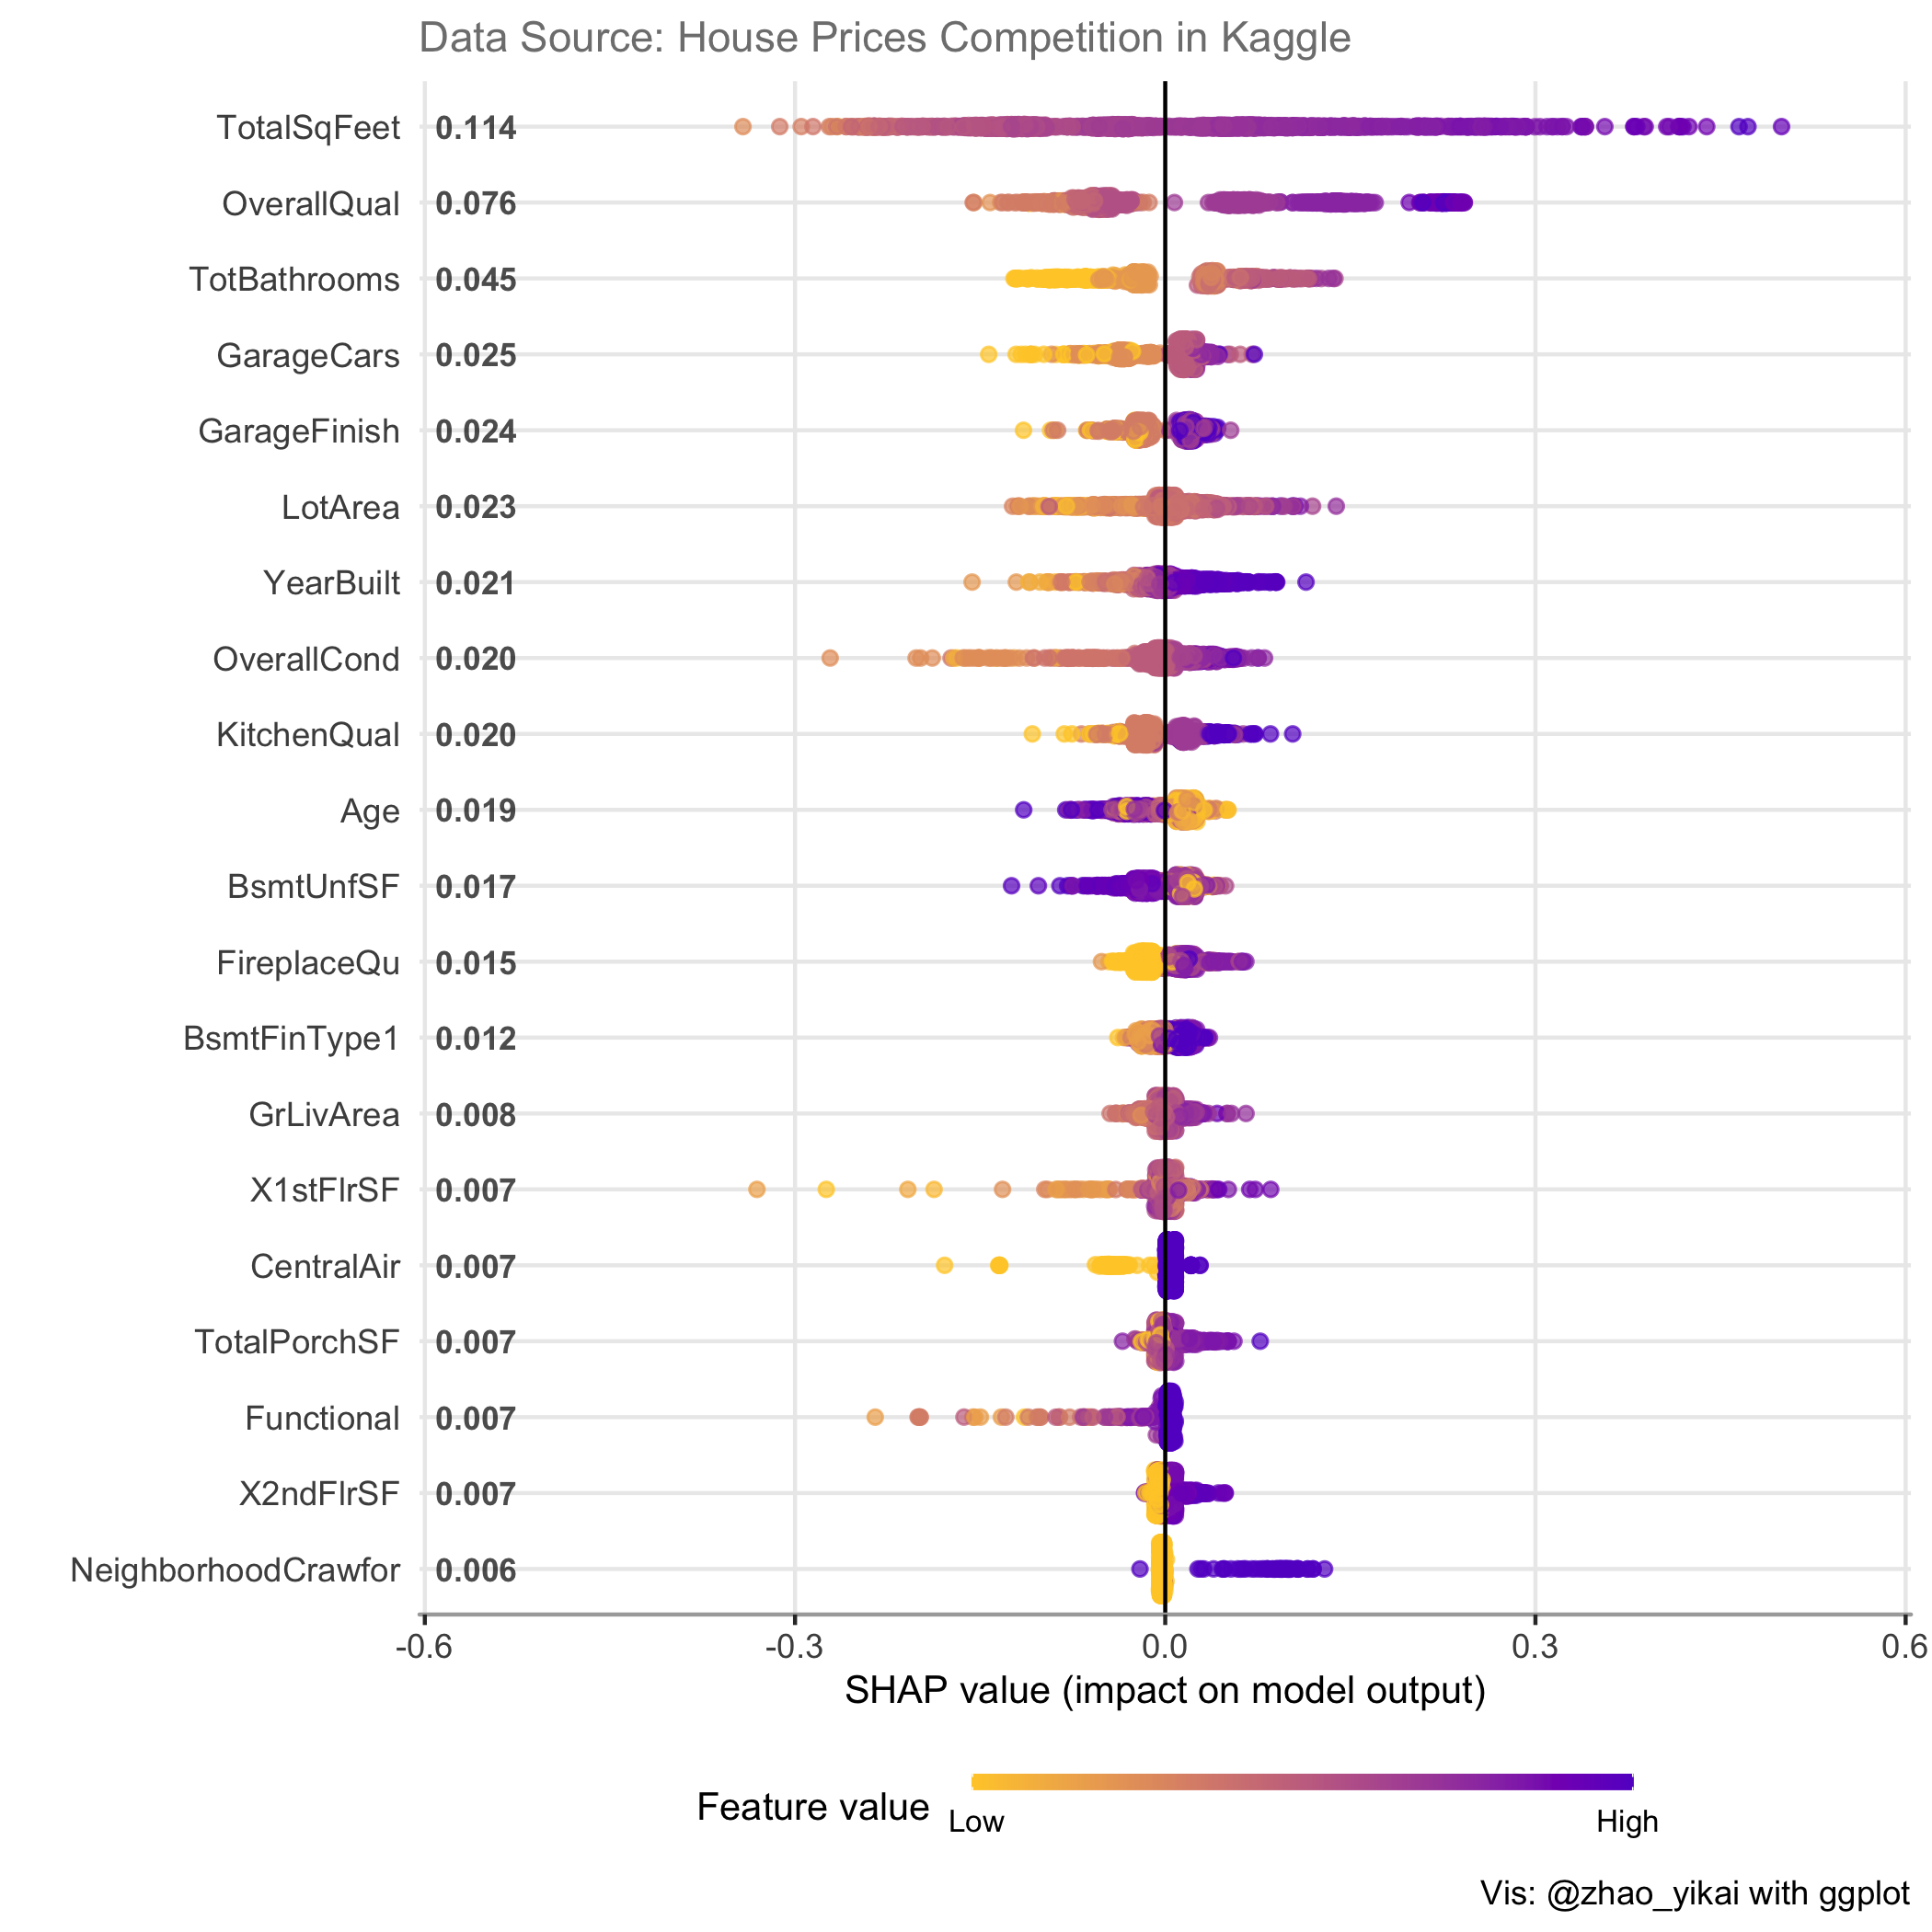 Data Source: House Prices Competition in Kaggle
TotalSqFeet 0.114
OverallQual 0.076
TotBathrooms 0.045
GarageCars 0.025
GarageFinish 0.024
LotArea 0.023
YearBuilt 0.021
OverallCond 0.020
KitchenQual 0.020
Age 0.019
BsmtUnfSF 0.017
FireplaceQu 0.015
BsmtFinType1 0.012
GrLivArea 0.008
X1stFlrSF 0.007
CentralAir 0.007
TotalPorchSF 0.007
Functional 0.007
X2ndFlrSF 0.007
NeighborhoodCrawfor 0.006
-0.6 -0.3 0.0 0.3 0.6
SHAP value (impact on model output)
Feature value
Low High
Vis: @zhao_yikai with ggplot